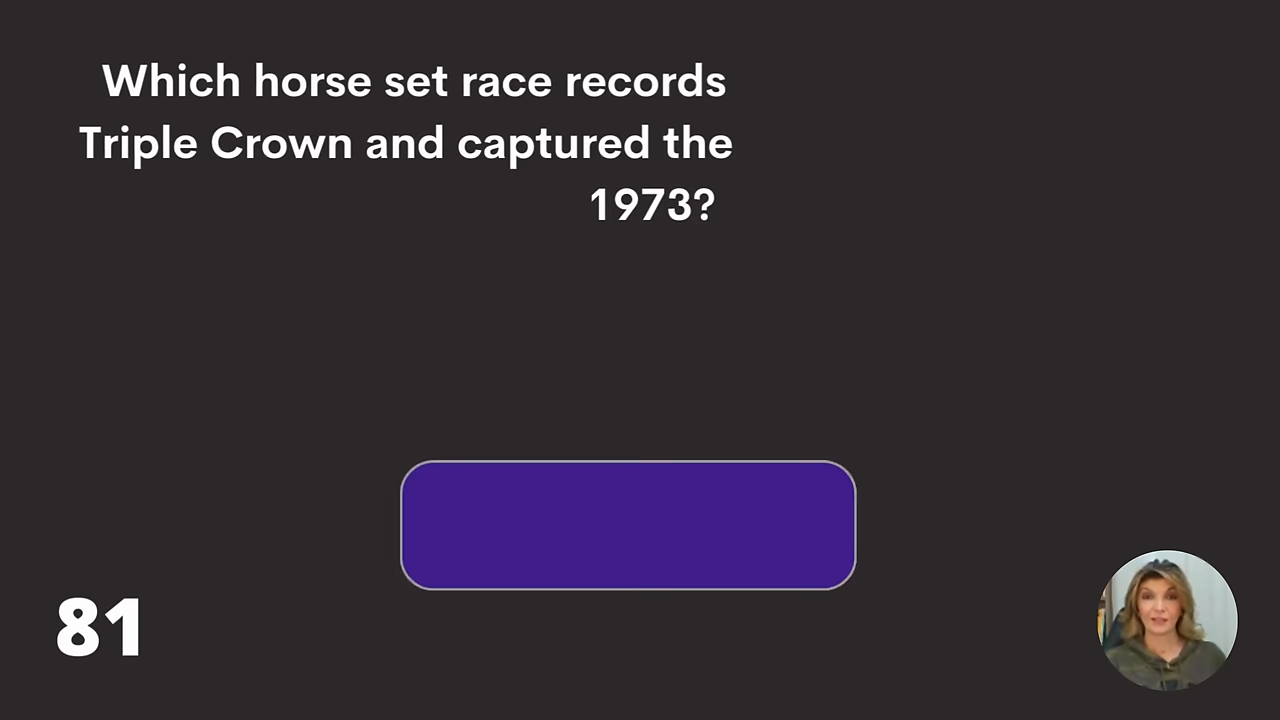 Which horse set race records
Triple Crown and captured the
1973?
81